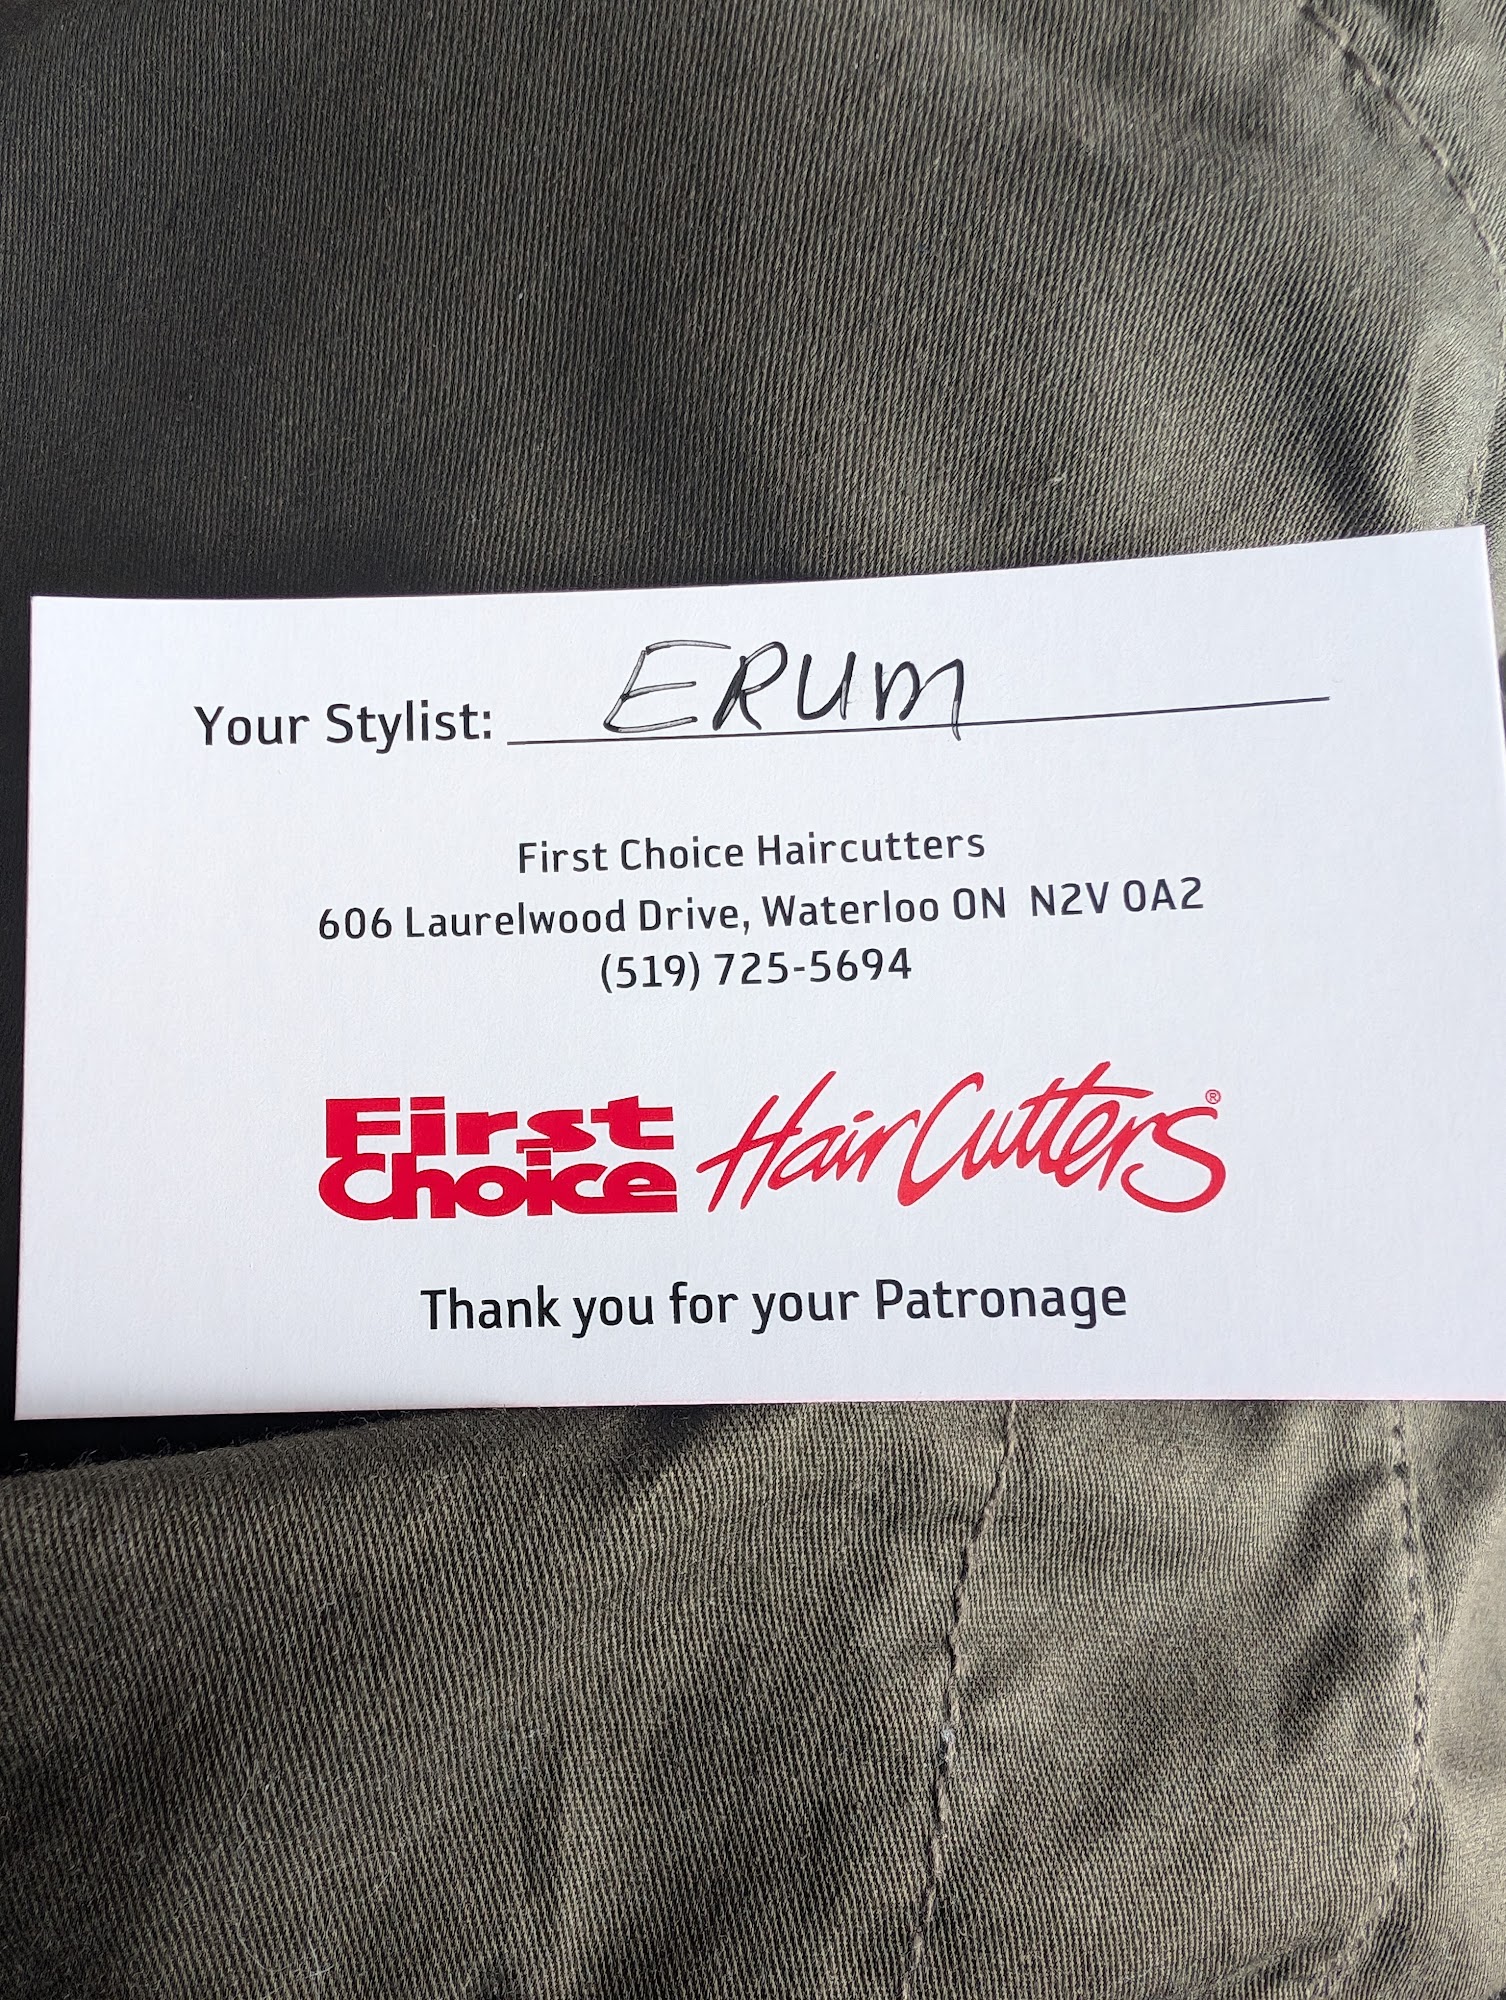 Your Stylist: ERUM
First Choice Haircutters
606 Laurelwood Drive, Waterloo ON N2V 0A2
(519) 725-5694
First Choice HairCutters®
Thank you for your Patronage